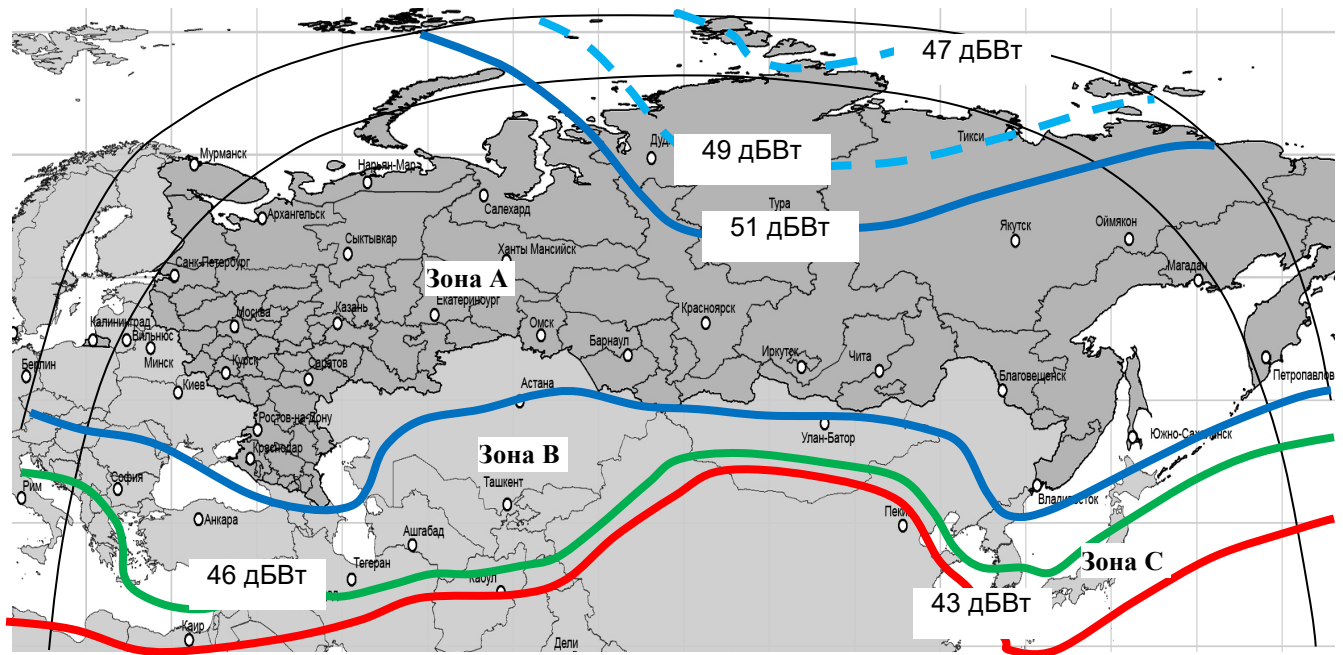 47 дБВт
Мурманск
Дуд
49 дБВт
Тикси
Нарьян-Мар
Салехард
Тура
Архангельск
51 дБВт
Якутск
Оймякон
Сыктывкар
Ханты Мансийск
Санкт-Петербург
Зона А
Магадан
Москва
Казань
Екатеринбург
Красноярск
Калининград
Вильнюс
Омск
Барнаул
Иркутск
Чита
Берлин
Минск
Курск
Саратов
Благовещенск
Петропавлов
Киев
Астана
Ростов-на-Дону
Улан-Батор
Южно-Сахалинск
Краснодар
Зона В
Рим
София
Ташкент
Владивосток
Анкара
Пеки
Ашгабад
Зона С
46 дБВт
Тегеран
Кабул
43 дБВт
Каир
Дели